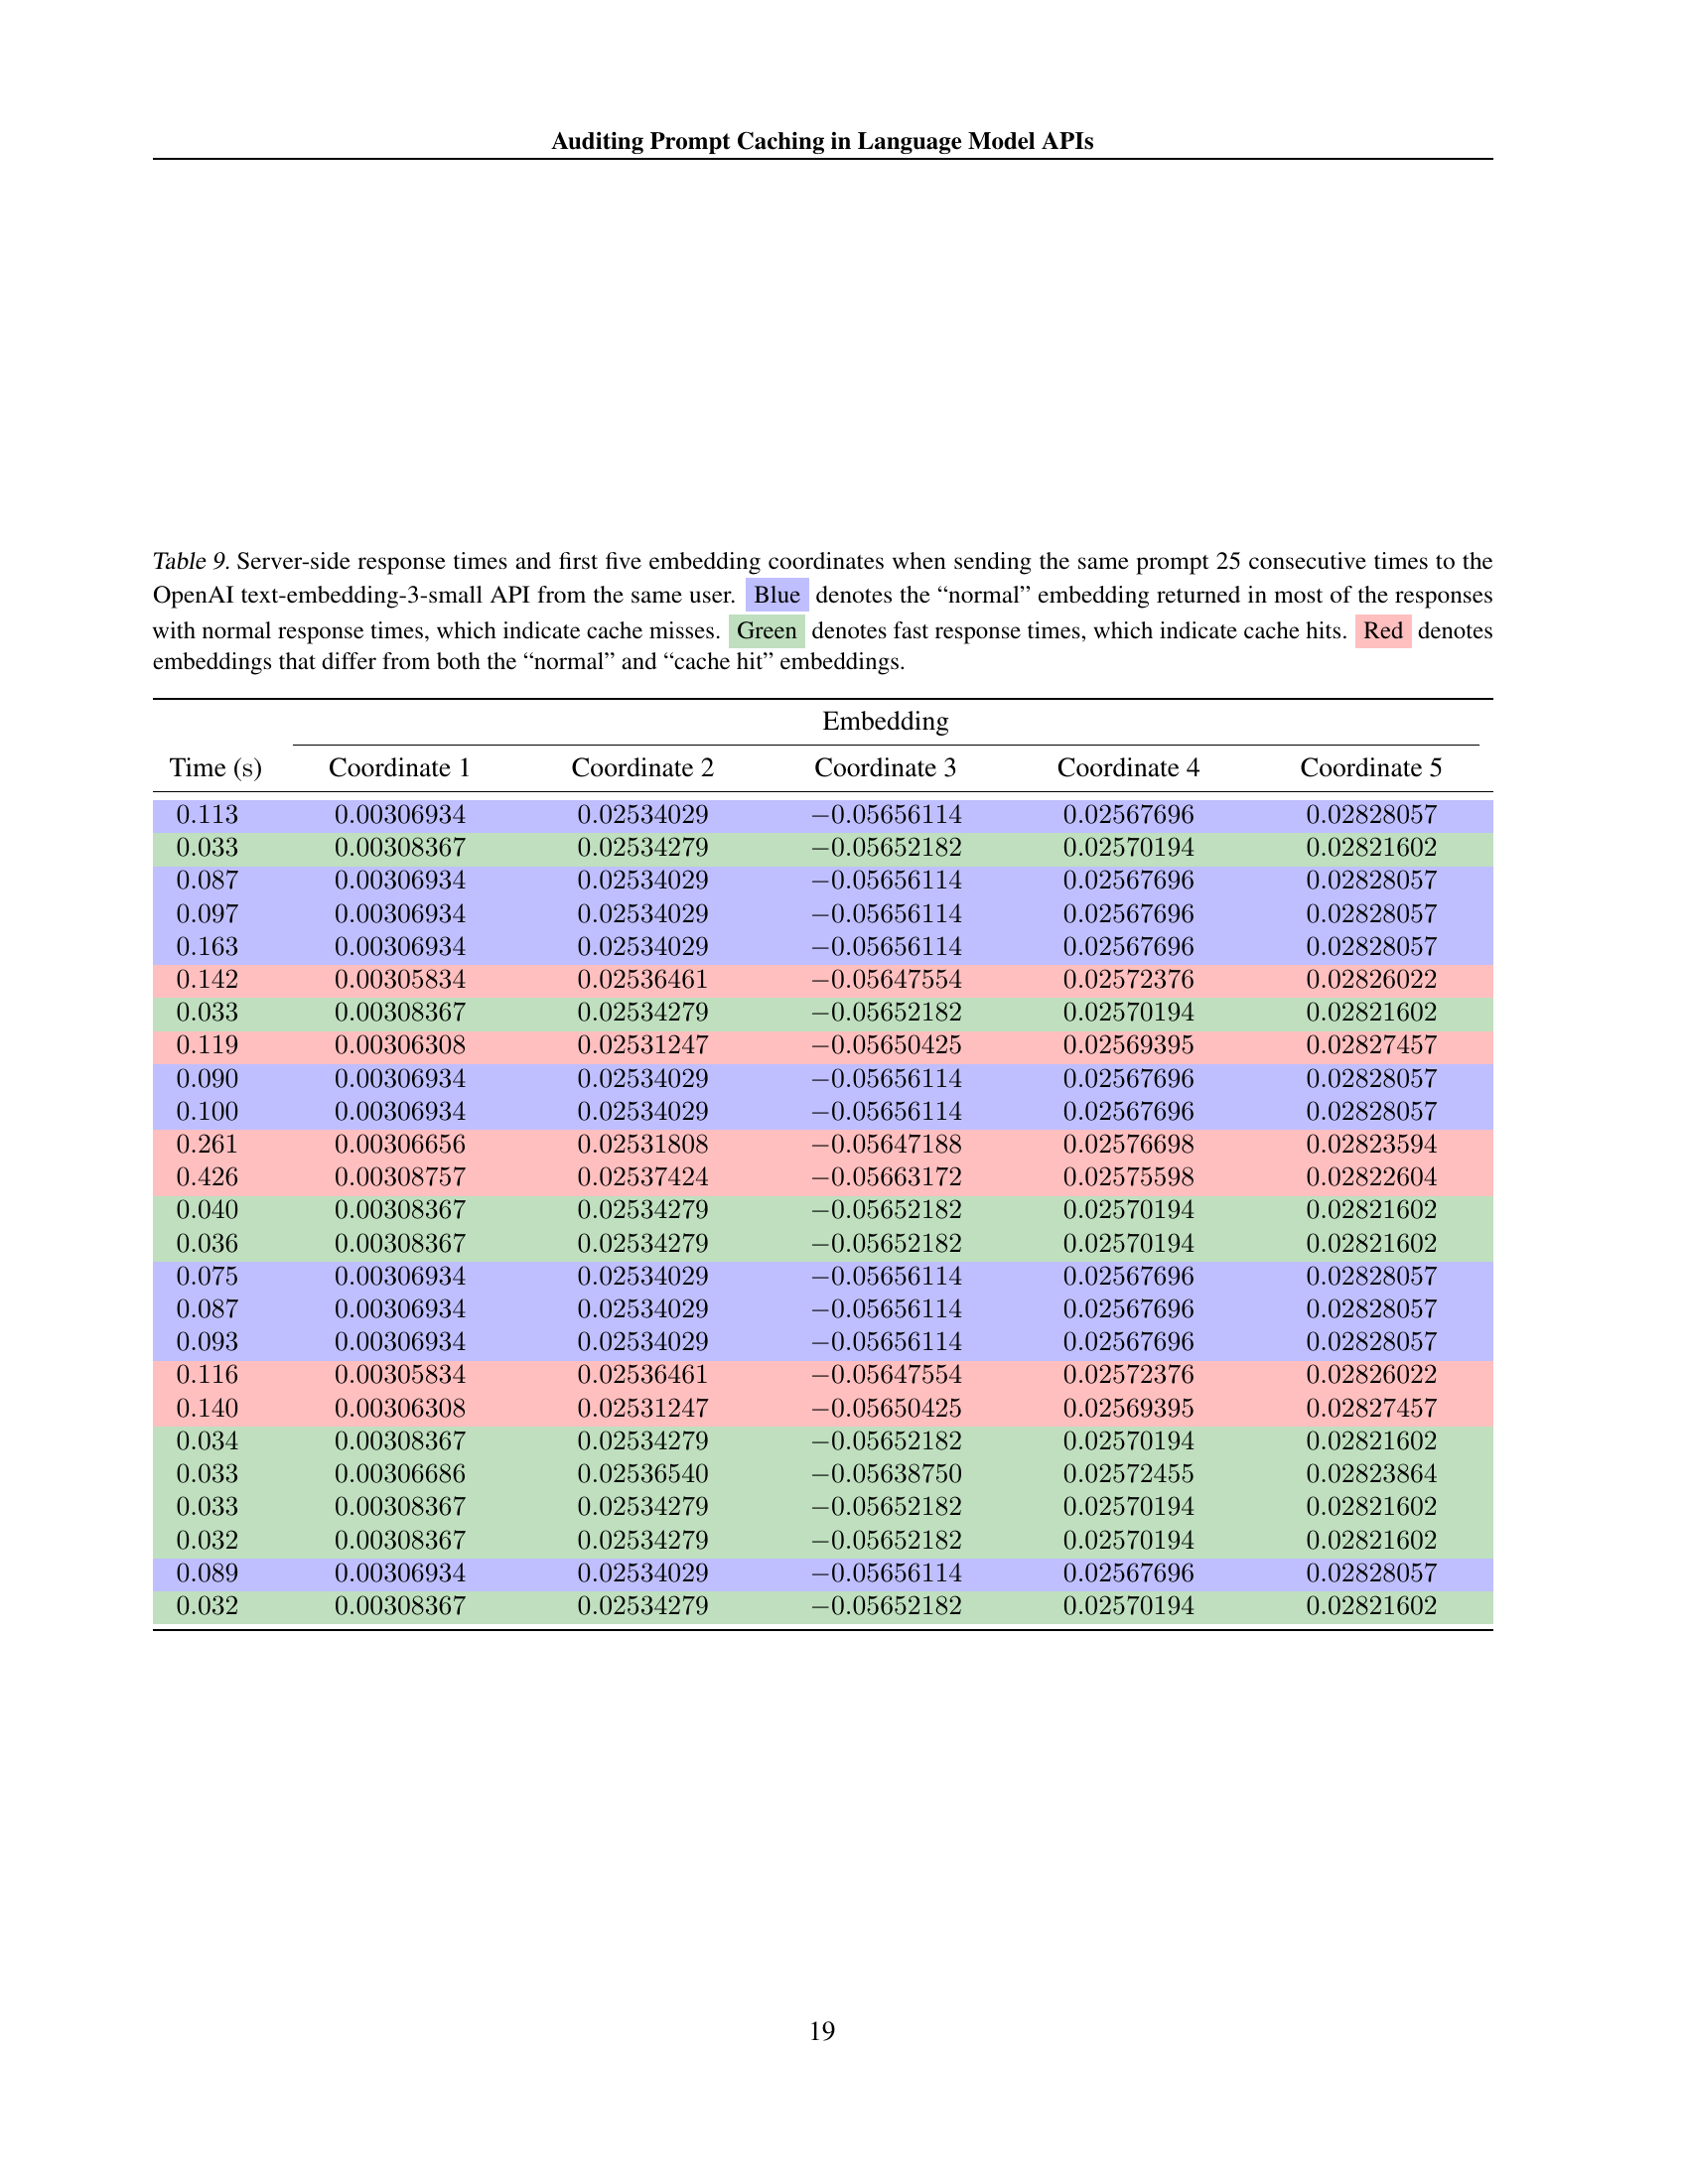 Auditing Prompt Caching in Language Model APIs
Table 9. Server-side response times and first five embedding coordinates when sending the same prompt 25 consecutive times to the
OpenAI text-embedding-3-small API from the same user. Blue denotes the “normal” embedding returned in most of the responses
with normal response times, which indicate cache misses. Green denotes fast response times, which indicate cache hits. Red denotes
embeddings that differ from both the “normal” and “cache hit” embeddings.
Embedding
Time (s) Coordinate 1 Coordinate 2 Coordinate 3 Coordinate 4 Coordinate 5
0.113 0.00306934 0.02534029 −0.05656114 0.02567696 0.02828057
0.033 0.00308367 0.02534279 −0.05652182 0.02570194 0.02821602
0.087 0.00306934 0.02534029 −0.05656114 0.02567696 0.02828057
0.097 0.00306934 0.02534029 −0.05656114 0.02567696 0.02828057
0.163 0.00306934 0.02534029 −0.05656114 0.02567696 0.02828057
0.142 0.00305834 0.02536461 −0.05647554 0.02572376 0.02826022
0.033 0.00308367 0.02534279 −0.05652182 0.02570194 0.02821602
0.119 0.00306308 0.02531247 −0.05650425 0.02569395 0.02827457
0.090 0.00306934 0.02534029 −0.05656114 0.02567696 0.02828057
0.100 0.00306934 0.02534029 −0.05656114 0.02567696 0.02828057
0.261 0.00306656 0.02531808 −0.05647188 0.02576698 0.02823594
0.426 0.00308757 0.02537424 −0.05663172 0.02575598 0.02822604
0.040 0.00308367 0.02534279 −0.05652182 0.02570194 0.02821602
0.036 0.00308367 0.02534279 −0.05652182 0.02570194 0.02821602
0.075 0.00306934 0.02534029 −0.05656114 0.02567696 0.02828057
0.087 0.00306934 0.02534029 −0.05656114 0.02567696 0.02828057
0.093 0.00306934 0.02534029 −0.05656114 0.02567696 0.02828057
0.116 0.00305834 0.02536461 −0.05647554 0.02572376 0.02826022
0.140 0.00306308 0.02531247 −0.05650425 0.02569395 0.02827457
0.034 0.00308367 0.02534279 −0.05652182 0.02570194 0.02821602
0.033 0.00306686 0.02536540 −0.05638750 0.02572455 0.02823864
0.033 0.00308367 0.02534279 −0.05652182 0.02570194 0.02821602
0.032 0.00308367 0.02534279 −0.05652182 0.02570194 0.02821602
0.089 0.00306934 0.02534029 −0.05656114 0.02567696 0.02828057
0.032 0.00308367 0.02534279 −0.05652182 0.02570194 0.02821602
19